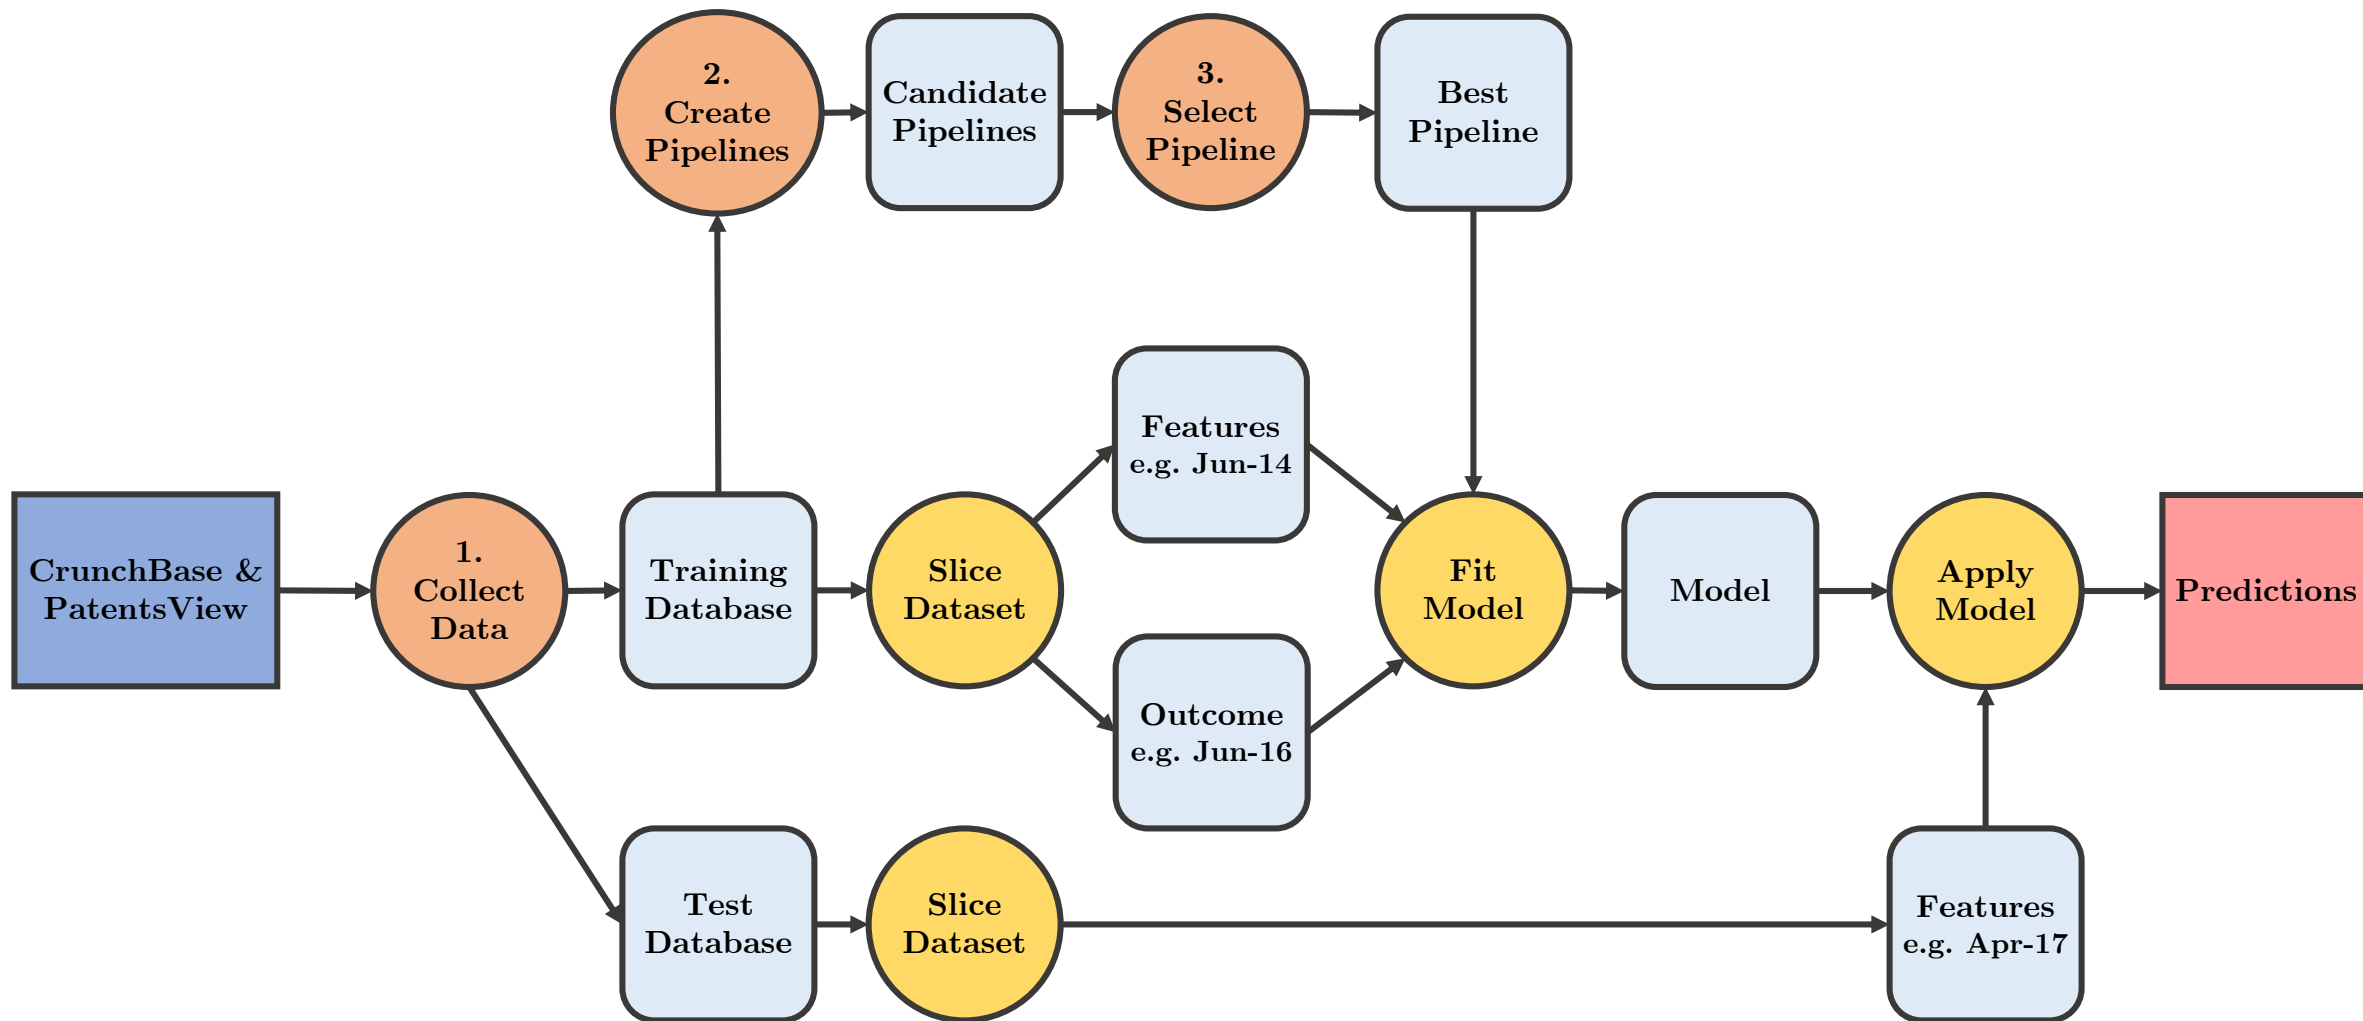 2.
Create
Pipelines
Candidate
Pipelines
3.
Select
Pipeline
Best
Pipeline
Features
e.g. Jun-14
CrunchBase &
PatentsView
1.
Collect
Data
Training
Database
Slice
Dataset
Fit
Model
Model
Apply
Model
Predictions
Outcome
e.g. Jun-16
Test
Database
Slice
Dataset
Features
e.g. Apr-17